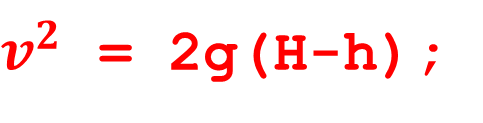 v² = 2g(H-h);